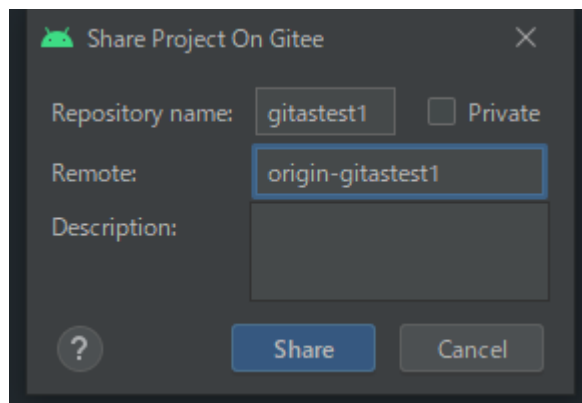 Share Project On Gitee
Repository name: gitastest1 Private
Remote: origin-gitastest1
Description:
? Share Cancel